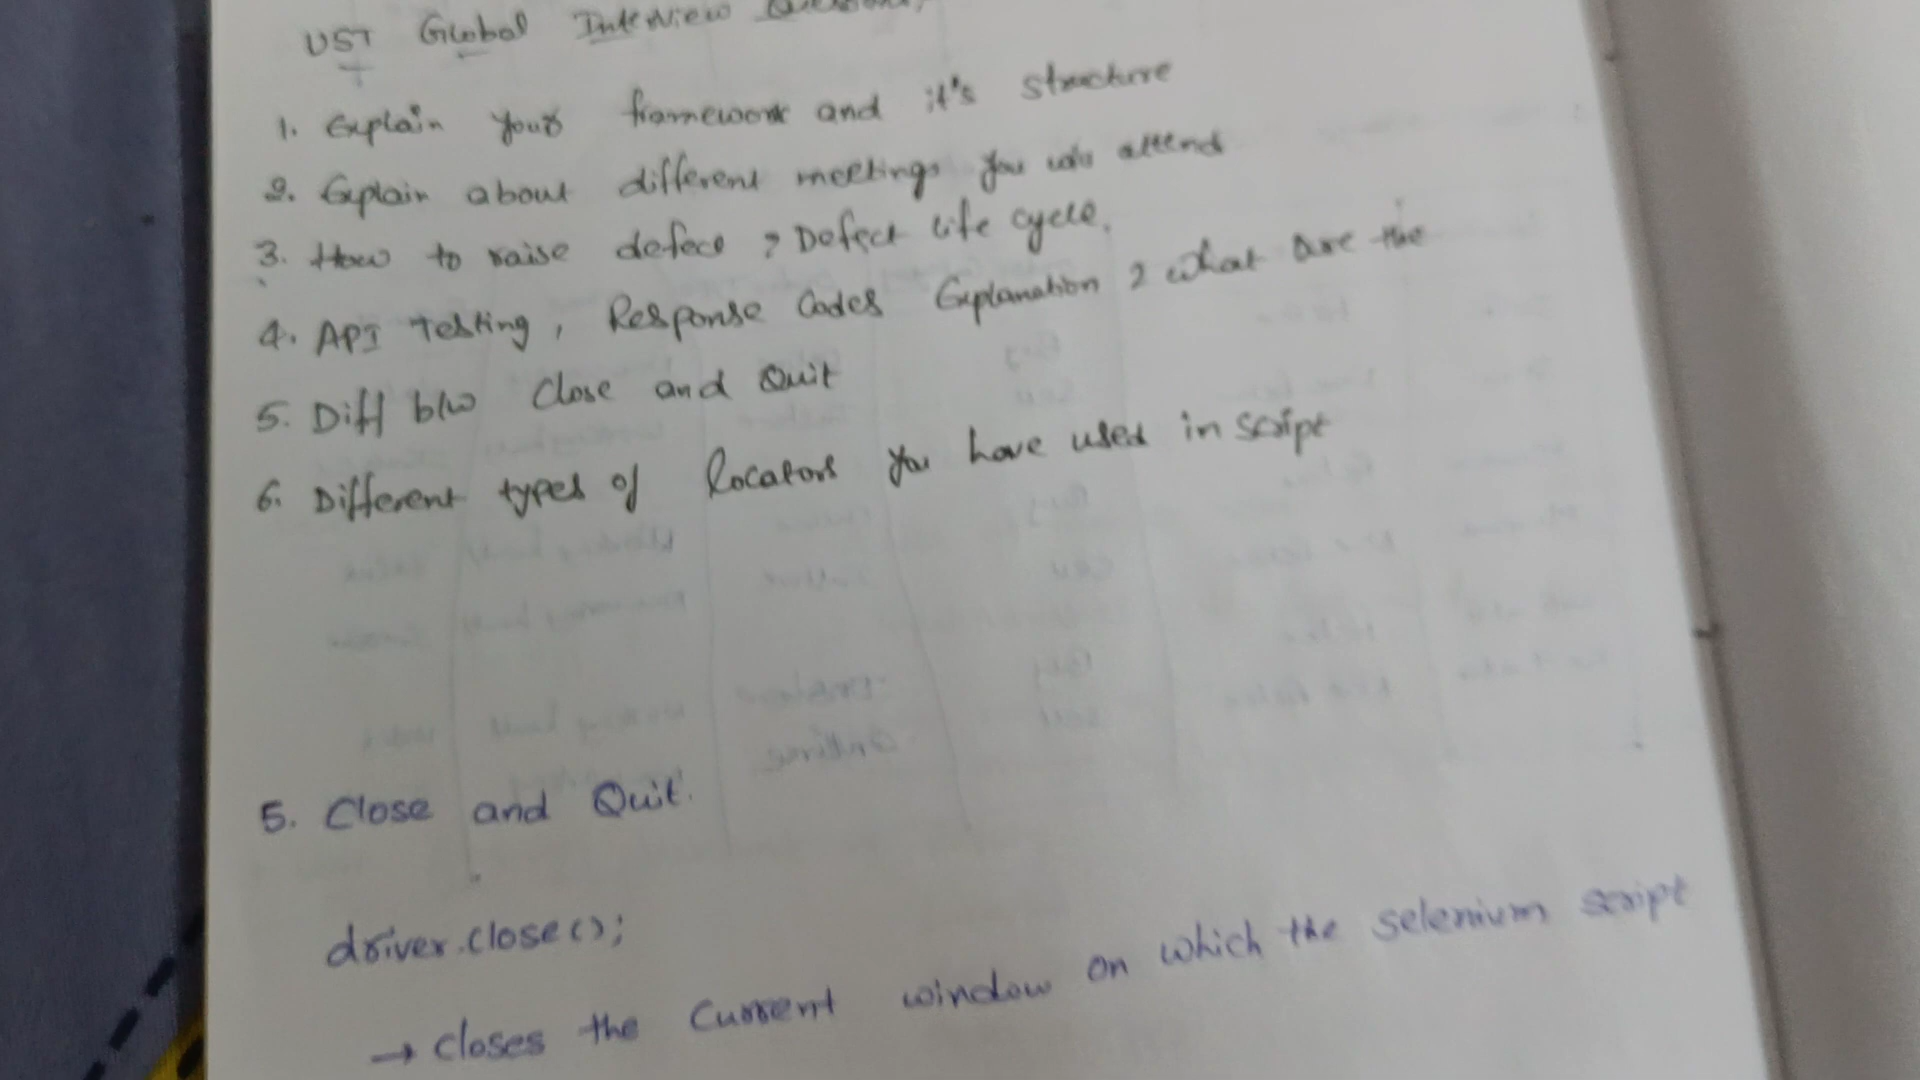 UST Global Interview Questions
1. Explain your framework and it's structure
2. Explain about different meetings you will attend
3. How to raise defect ? Defect life cycle.
4. API Testing, Response Codes Explanation ? what are the
5. Diff b/w Close and Quit
6. Different types of locators you have used in script
5. Close and Quit.
driver.close();
→ closes the current window on which the selenium script